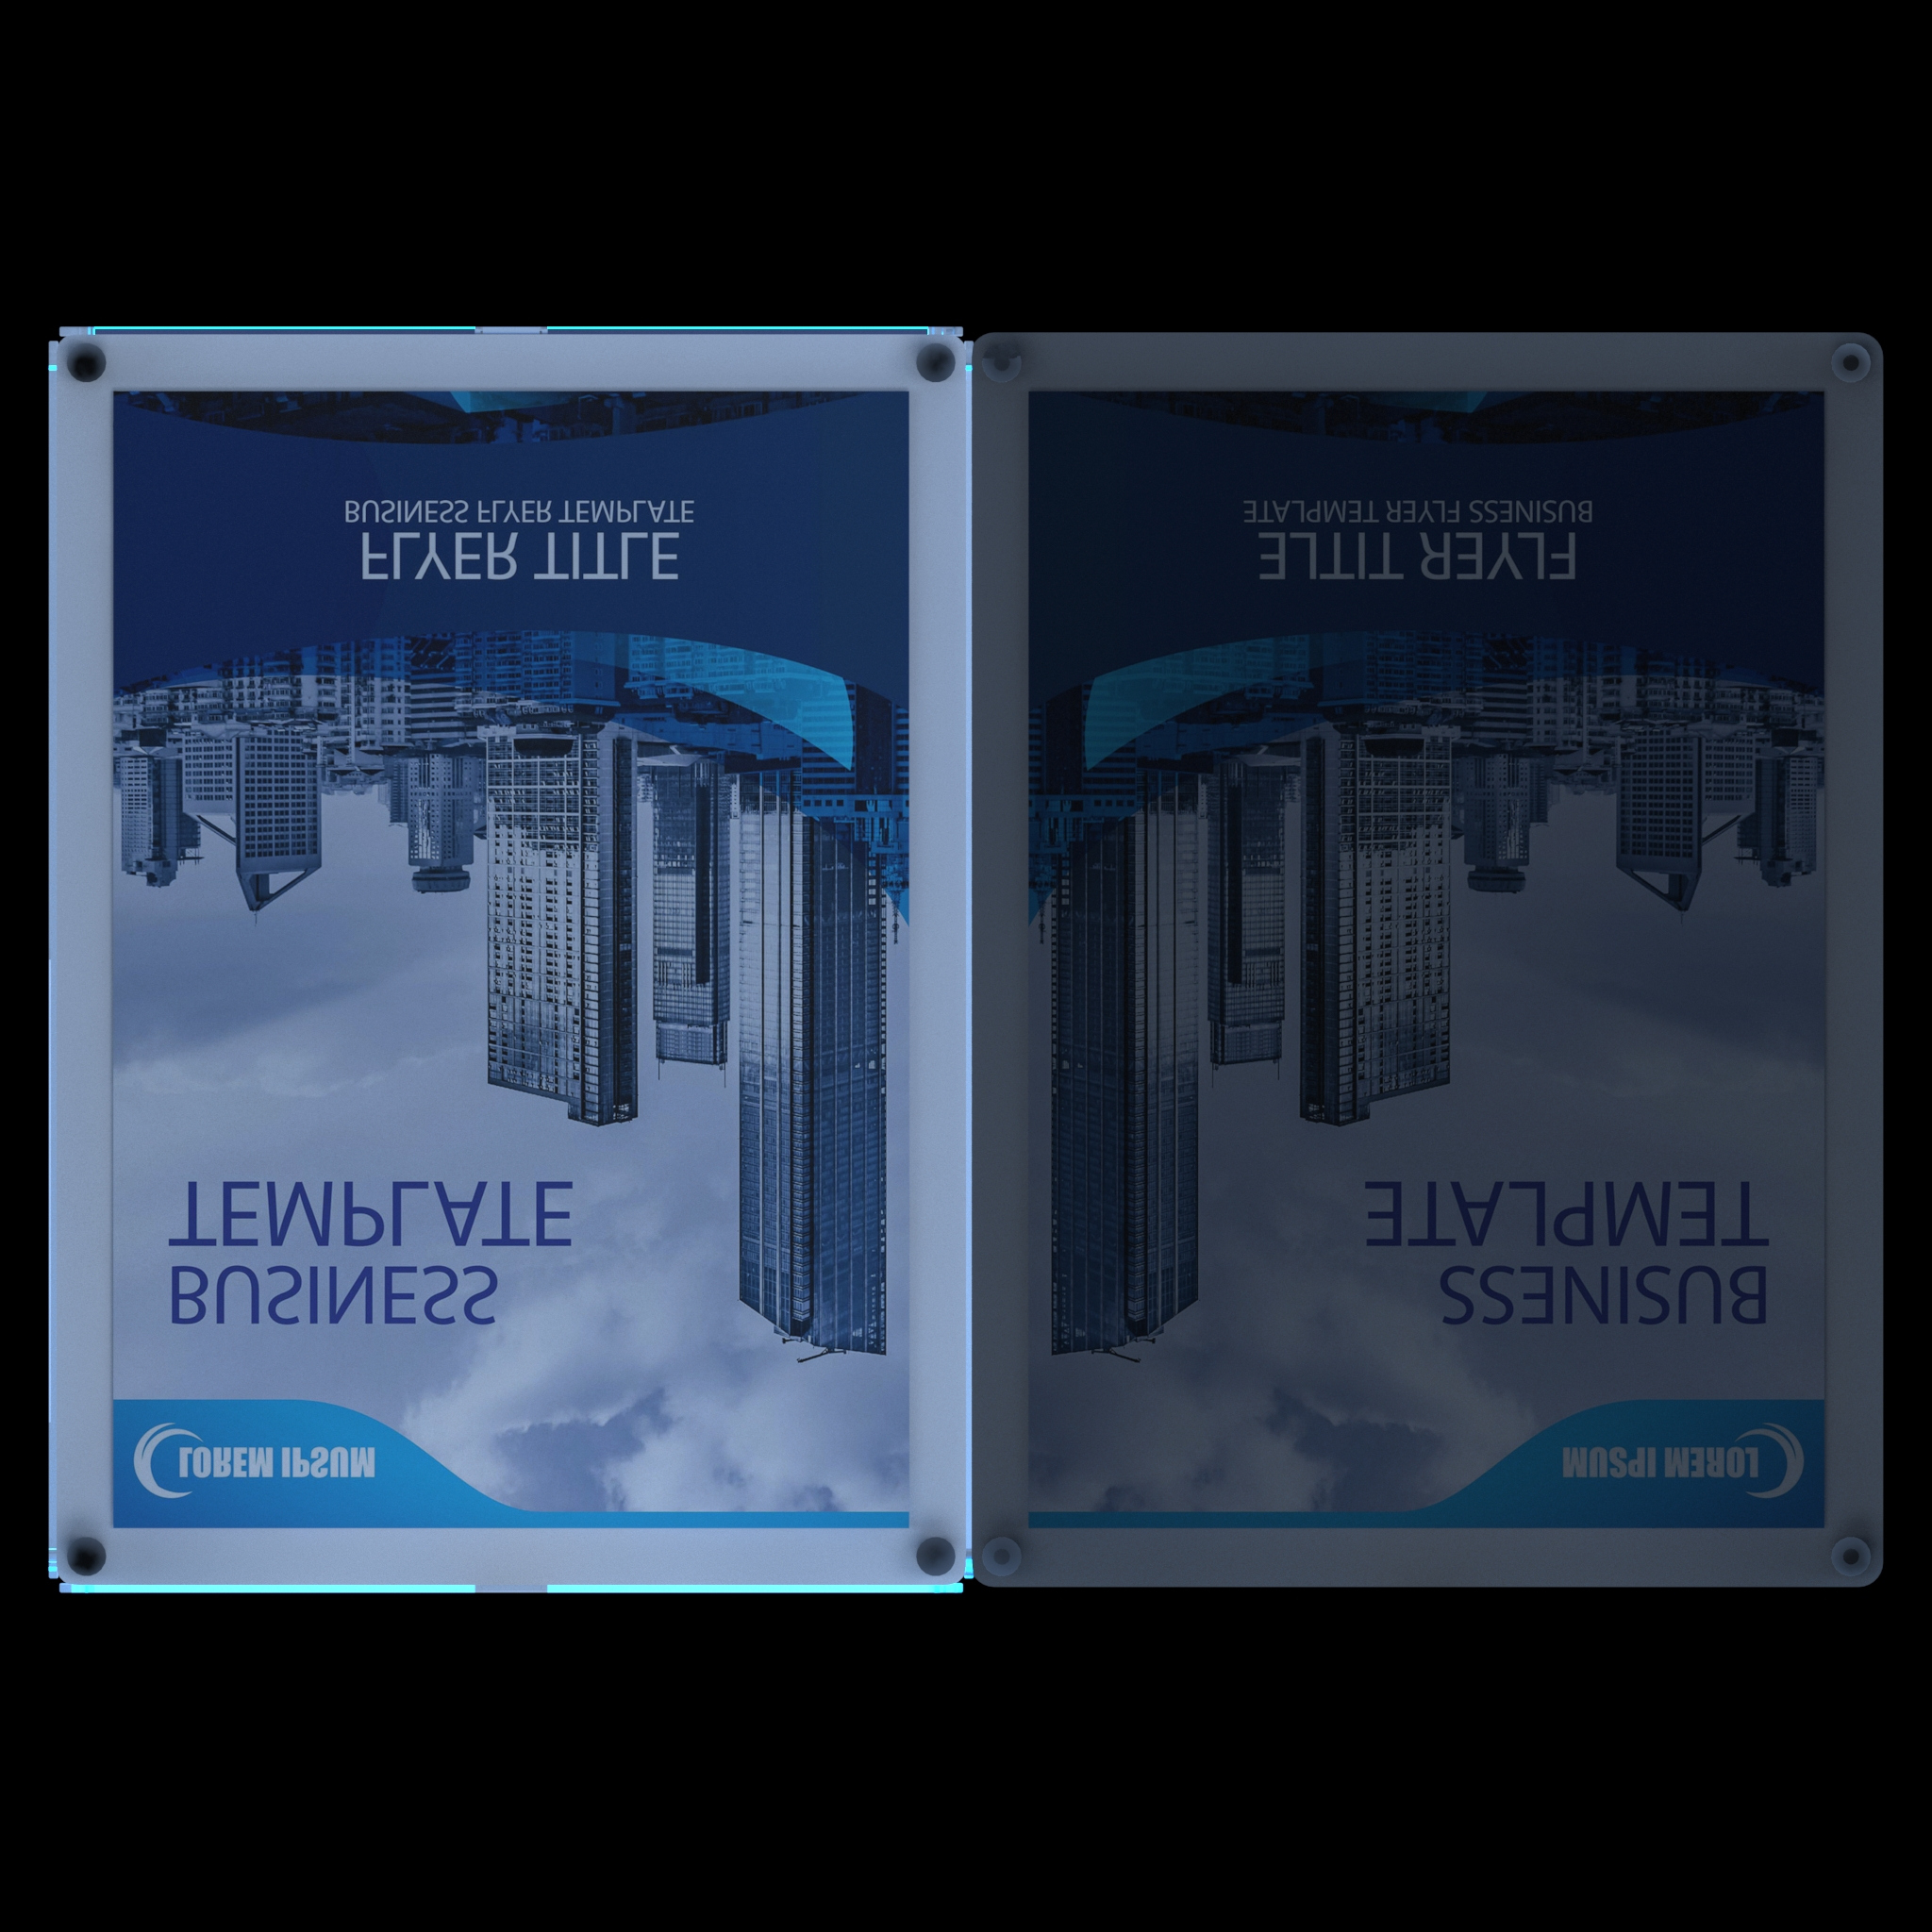 BUSINESS FLYER TEMPLATE
FLYER TITLE
TEMPLATE
BUSINESS
LOREM IPSUM
BUSINESS FLYER TEMPLATE
FLYER TITLE
TEMPLATE
BUSINESS
LOREM IPSUM